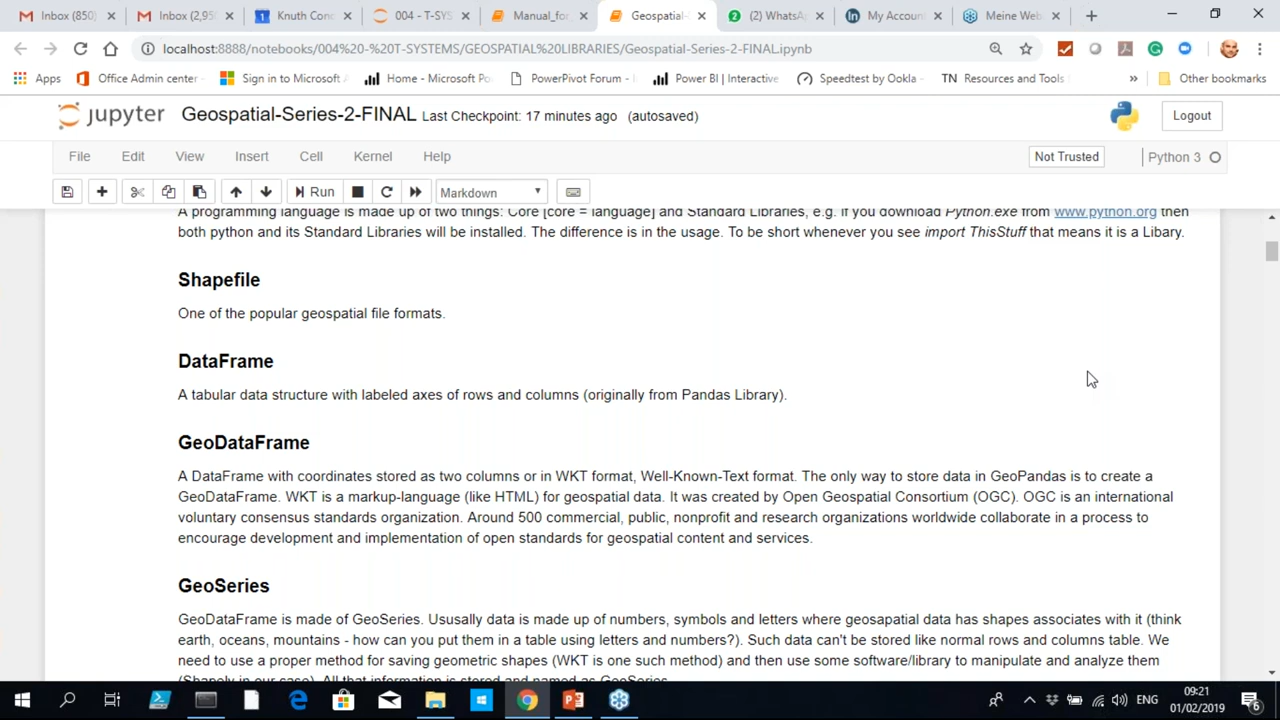 Inbox (850)
Inbox (2,95
Knuth Conc
004 - T-SYS
Manual_for
Geospatial-
(2) WhatsA
My Accoun
Meine Web
localhost:8888/notebooks/004%20-%20T-SYSTEMS/GEOSPATIAL%20LIBRARIES/Geospatial-Series-2-FINAL.ipynb
Apps
Office Admin center -
Sign in to Microsoft
Home - Microsoft Po
PowerPivot Forum -
Power BI | Interactive
Speedtest by Ookla -
TN Resources and Tools
Other bookmarks
jupyter Geospatial-Series-2-FINAL Last Checkpoint: 17 minutes ago (autosaved)
Logout
File Edit View Insert Cell Kernel Help
Not Trusted
Python 3
Run
Markdown
A programming language is made up of two things: Core [core = language] and Standard Libraries, e.g. if you download Python.exe from www.python.org then
both python and its Standard Libraries will be installed. The difference is in the usage. To be short whenever you see import ThisStuff that means it is a Libary.
Shapefile
One of the popular geospatial file formats.
DataFrame
A tabular data structure with labeled axes of rows and columns (originally from Pandas Library).
GeoDataFrame
A DataFrame with coordinates stored as two columns or in WKT format, Well-Known-Text format. The only way to store data in GeoPandas is to create a
GeoDataFrame. WKT is a markup-language (like HTML) for geospatial data. It was created by Open Geospatial Consortium (OGC). OGC is an international
voluntary consensus standards organization. Around 500 commercial, public, nonprofit and research organizations worldwide collaborate in a process to
encourage development and implementation of open standards for geospatial content and services.
GeoSeries
GeoDataFrame is made of GeoSeries. Ususally data is made up of numbers, symbols and letters where geosapatial data has shapes associates with it (think
earth, oceans, mountains - how can you put them in a table using letters and numbers?). Such data can't be stored like normal rows and columns table. We
need to use a proper method for saving geometric shapes (WKT is one such method) and then use some software/library to manipulate and analyze them
(Shapely in our case). All that information is stored and named as GeoSeries.
ENG
09:21
01/02/2019
6